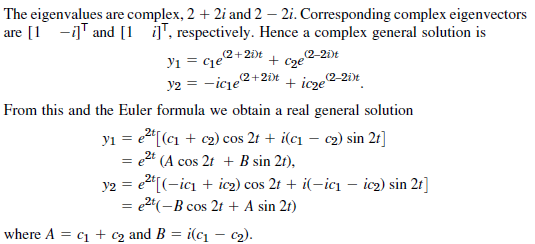 The eigenvalues are complex, 2 + 2i and 2 − 2i. Corresponding complex eigenvectors
are [1 −i]ᵀ and [1 i]ᵀ, respectively. Hence a complex general solution is
y₁ = c₁e^(2+2i)t + c₂e^(2−2i)t
y₂ = −ic₁e^(2+2i)t + ic₂e^(2−2i)t.
From this and the Euler formula we obtain a real general solution
y₁ = e²ᵗ[(c₁ + c₂) cos 2t + i(c₁ − c₂) sin 2t]
= e²ᵗ (A cos 2t + B sin 2t),
y₂ = e²ᵗ[(−ic₁ + ic₂) cos 2t + i(−ic₁ − ic₂) sin 2t]
= e²ᵗ(−B cos 2t + A sin 2t)
where A = c₁ + c₂ and B = i(c₁ − c₂).